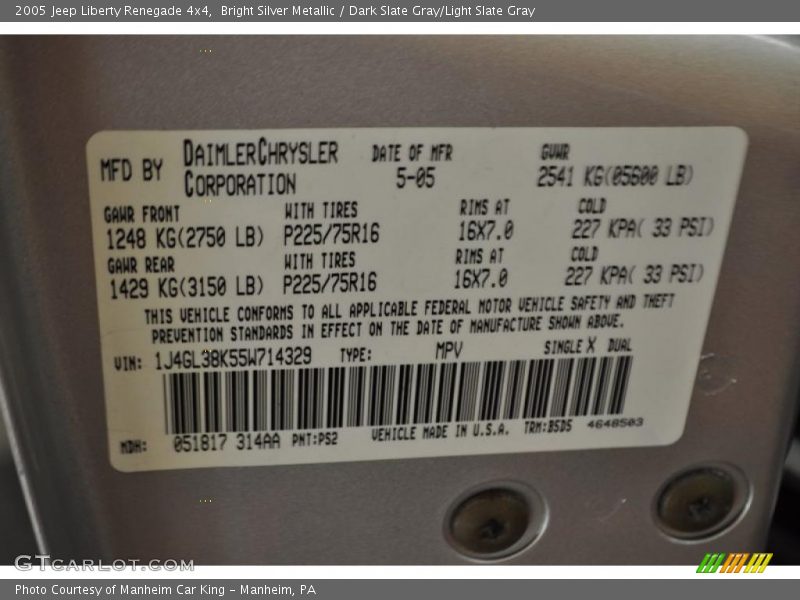 2005 Jeep Liberty Renegade 4x4,  Bright Silver Metallic / Dark Slate Gray/Light Slate Gray
MFD BY DAIMLERCHRYSLER CORPORATION DATE OF MFR 5-05 GVWR 2541 KG(05600 LB)
GAWR FRONT WITH TIRES RIMS AT COLD
1248 KG(2750 LB) P225/75R16 16X7.0 227 KPA( 33 PSI)
GAWR REAR WITH TIRES RIMS AT COLD
1429 KG(3150 LB) P225/75R16 16X7.0 227 KPA( 33 PSI)
THIS VEHICLE CONFORMS TO ALL APPLICABLE FEDERAL MOTOR VEHICLE SAFETY AND THEFT
PREVENTION STANDARDS IN EFFECT ON THE DATE OF MANUFACTURE SHOWN ABOVE.
VIN: 1J4GL38K55W714329 TYPE: MPV SINGLE X DUAL
MDH: 051817 314AA PNT:PS2 VEHICLE MADE IN U.S.A. TRM:BSDS 4648503
GTCARLOT.COM
Photo Courtesy of Manheim Car King – Manheim, PA